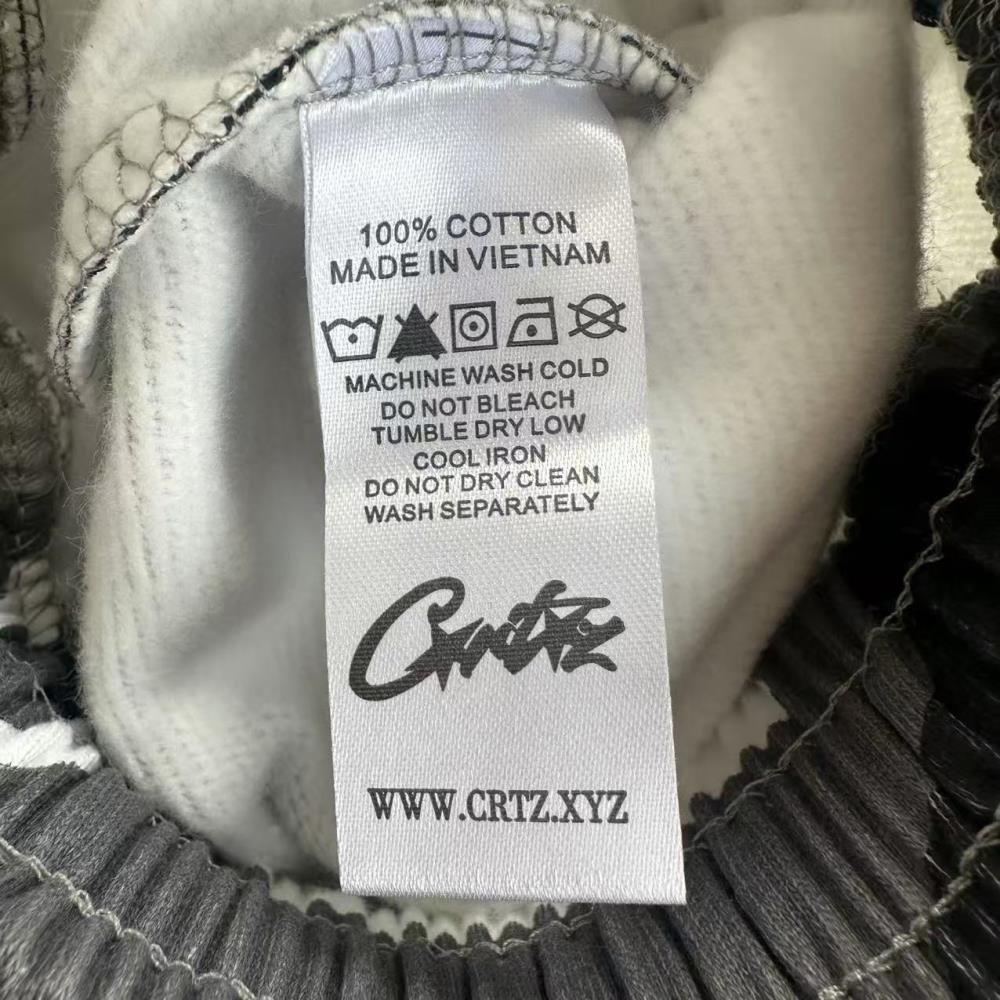 100% COTTON
MADE IN VIETNAM
MACHINE WASH COLD
DO NOT BLEACH
TUMBLE DRY LOW
COOL IRON
DO NOT DRY CLEAN
WASH SEPARATELY
Crtz
WWW.CRTZ.XYZ